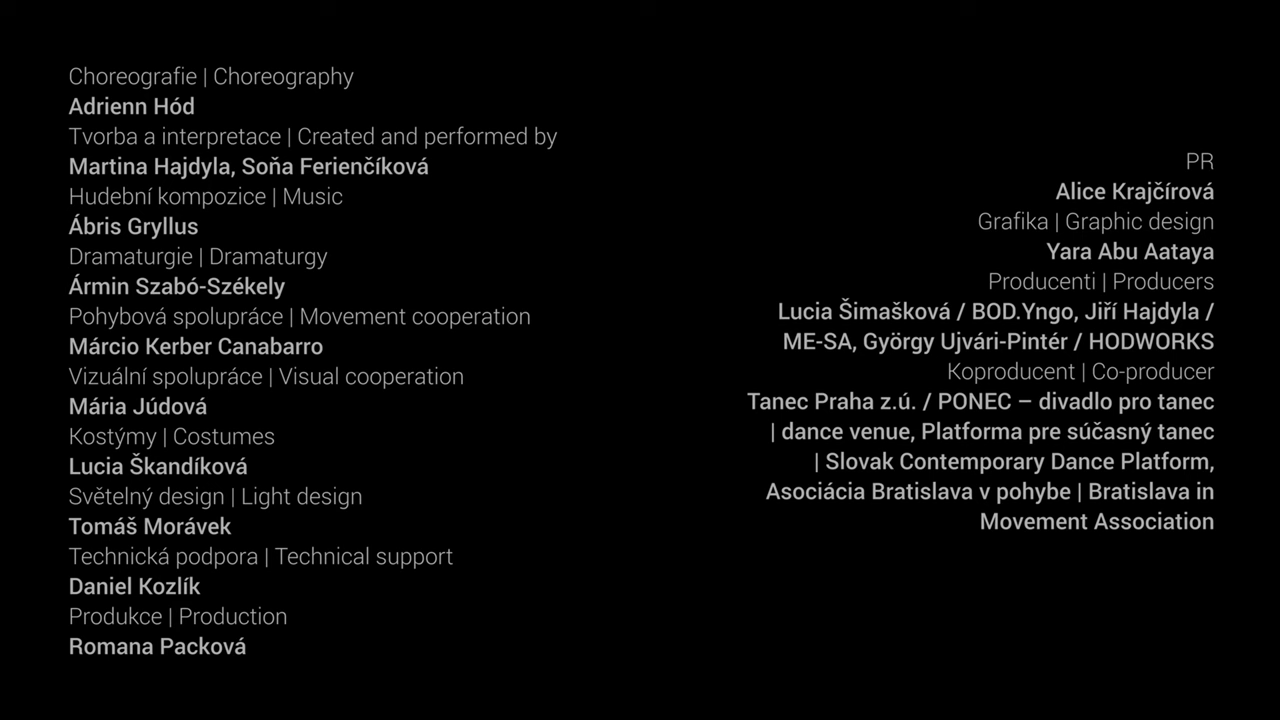 Choreografie | Choreography
Adrienn Hód
Tvorba a interpretace | Created and performed by
Martina Hajdyla, Soňa Ferienčíková
Hudební kompozice | Music
Ábris Gryllus
Dramaturgie | Dramaturgy
Ármin Szabó-Székely
Pohybová spolupráce | Movement cooperation
Márcio Kerber Canabarro
Vizuální spolupráce | Visual cooperation
Mária Júdová
Kostýmy | Costumes
Lucia Škandíková
Světelný design | Light design
Tomáš Morávek
Technická podpora | Technical support
Daniel Kozlík
Produkce | Production
Romana Packová
PR
Alice Krajčírová
Grafika | Graphic design
Yara Abu Aataya
Producenti | Producers
Lucia Šimašková / BOD.Yngo, Jiří Hajdyla /
ME-SA, György Ujvári-Pintér / HODWORKS
Koproducent | Co-producer
Tanec Praha z.ú. / PONEC – divadlo pro tanec
| dance venue, Platforma pre súčasný tanec
| Slovak Contemporary Dance Platform,
Asociácia Bratislava v pohybe | Bratislava in
Movement Association